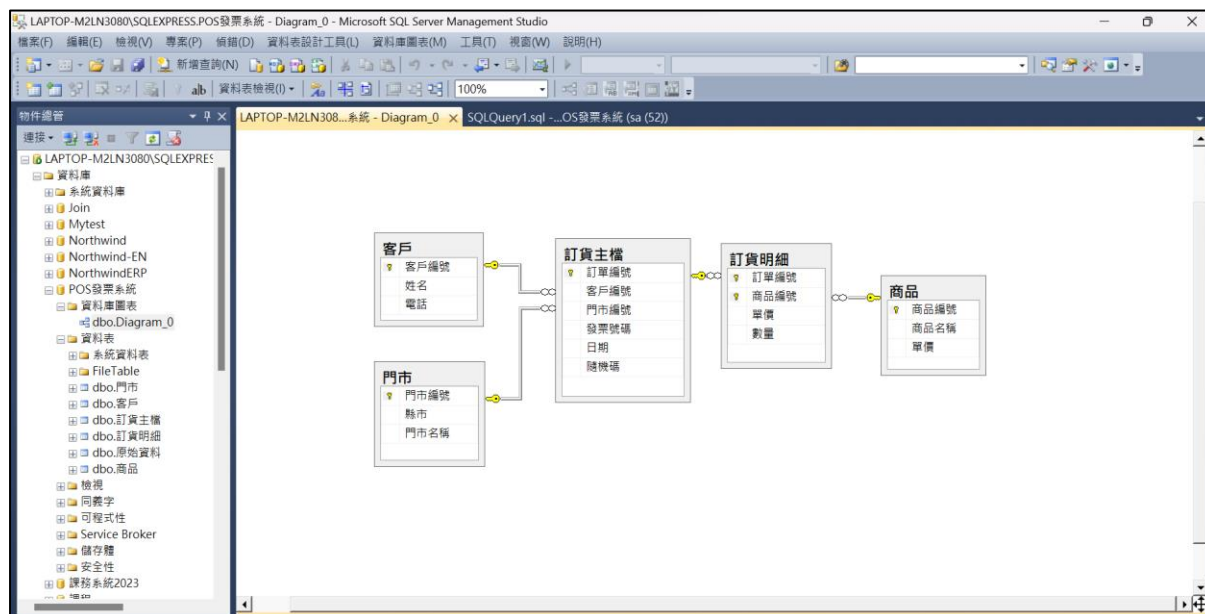 LAPTOP-M2LN3080\SQLEXPRESS.POS發票系統 - Diagram_0 - Microsoft SQL Server Management Studio
檔案(F) 編輯(E) 檢視(V) 專案(P) 偵錯(D) 資料表設計工具(L) 資料庫圖表(M) 工具(T) 視窗(W) 說明(H)
新增查詢(N)
ab 資料表檢視(I) 100%
物件總管
LAPTOP-M2LN308...系統 - Diagram_0
SQLQuery1.sql -...OS發票系統 (sa (52))
連接
LAPTOP-M2LN3080\SQLEXPRES
資料庫
系統資料庫
Join
Mytest
Northwind
Northwind-EN
NorthwindERP
POS發票系統
資料庫圖表
dbo.Diagram_0
資料表
系統資料表
FileTable
dbo.門市
dbo.客戶
dbo.訂貨主檔
dbo.訂貨明細
dbo.原始資料
dbo.商品
檢視
同義字
可程式性
Service Broker
儲存體
安全性
課務系統2023
客戶
客戶編號
姓名
電話
門市
門市編號
縣市
門市名稱
訂貨主檔
訂單編號
客戶編號
門市編號
發票號碼
日期
隨機碼
訂貨明細
訂單編號
商品編號
單價
數量
商品
商品編號
商品名稱
單價